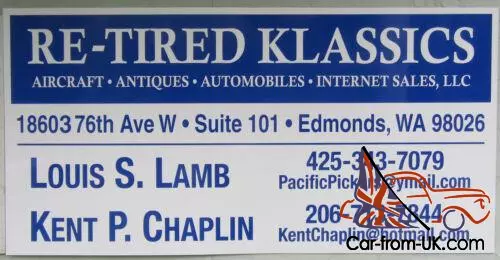 RE-TIRED KLASSICS
AIRCRAFT • ANTIQUES • AUTOMOBILES • INTERNET SALES, LLC
18603 76th Ave W • Suite 101 • Edmonds, WA 98026
LOUIS S. LAMB
KENT P. CHAPLIN
KentChaplin@hotmail.com
Car-from-UK.com